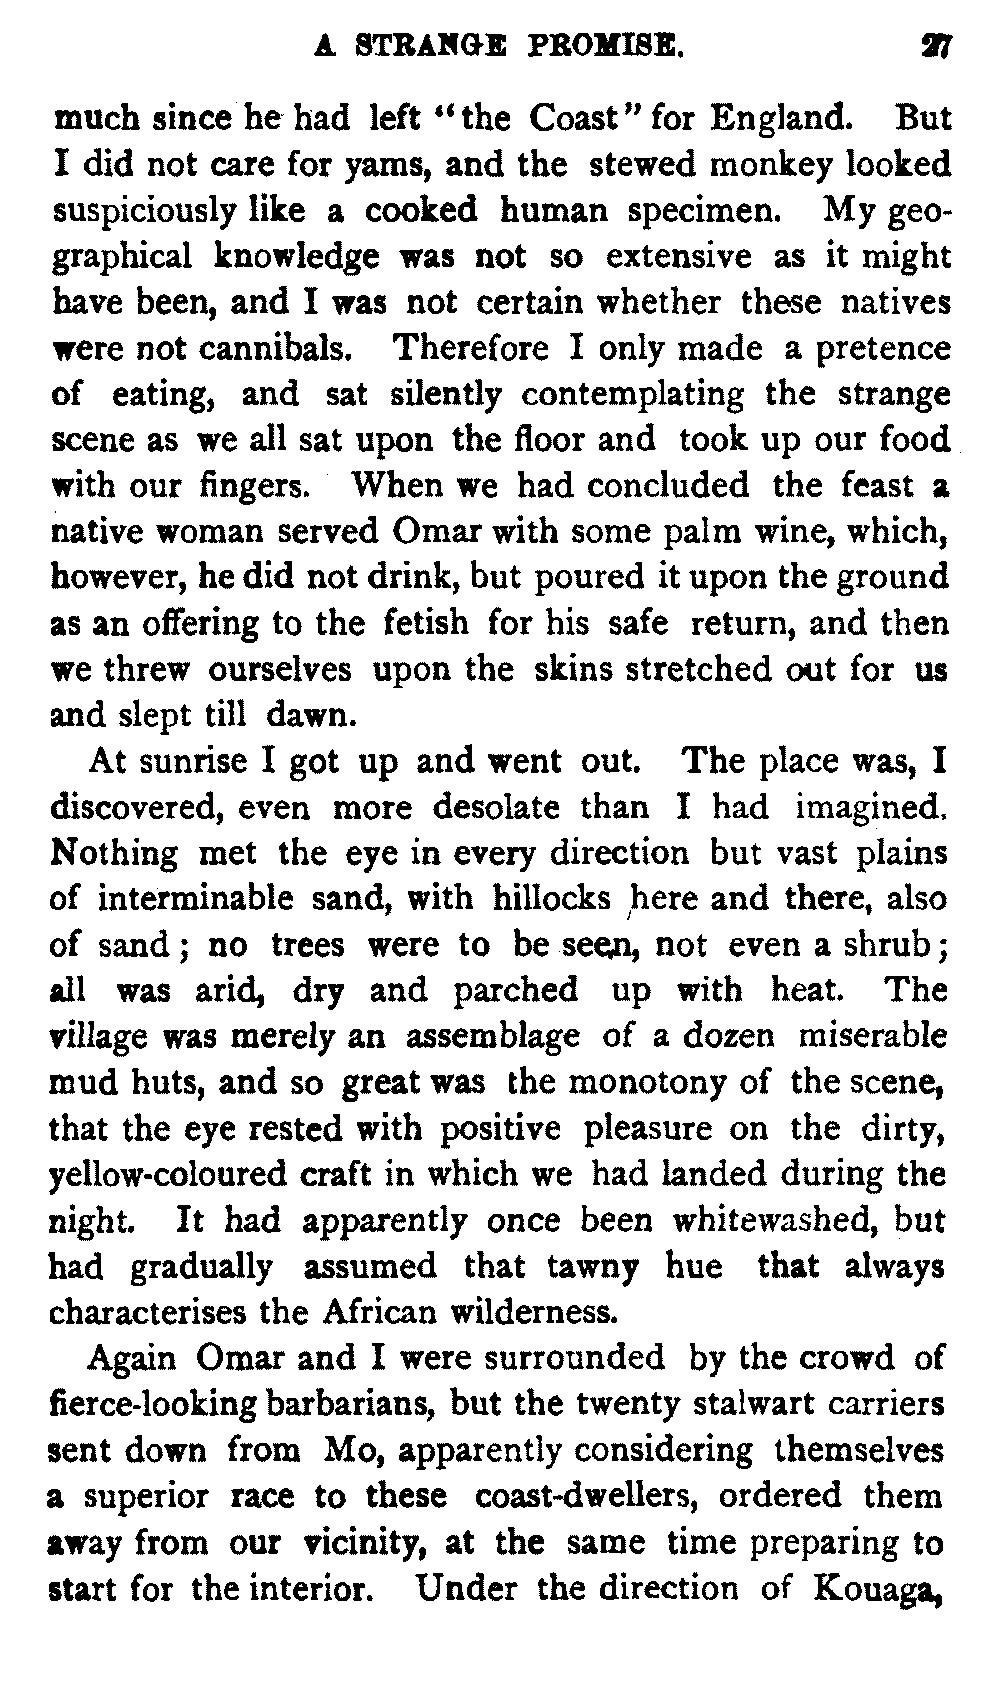 A STRANGE PROMISE. 27
much since he had left "the Coast" for England. But
I did not care for yams, and the stewed monkey looked
suspiciously like a cooked human specimen. My geo-
graphical knowledge was not so extensive as it might
have been, and I was not certain whether these natives
were not cannibals. Therefore I only made a pretence
of eating, and sat silently contemplating the strange
scene as we all sat upon the floor and took up our food
with our fingers. When we had concluded the feast a
native woman served Omar with some palm wine, which,
however, he did not drink, but poured it upon the ground
as an offering to the fetish for his safe return, and then
we threw ourselves upon the skins stretched out for us
and slept till dawn.
At sunrise I got up and went out. The place was, I
discovered, even more desolate than I had imagined.
Nothing met the eye in every direction but vast plains
of interminable sand, with hillocks here and there, also
of sand; no trees were to be seen, not even a shrub;
all was arid, dry and parched up with heat. The
village was merely an assemblage of a dozen miserable
mud huts, and so great was the monotony of the scene,
that the eye rested with positive pleasure on the dirty,
yellow-coloured craft in which we had landed during the
night. It had apparently once been whitewashed, but
had gradually assumed that tawny hue that always
characterises the African wilderness.
Again Omar and I were surrounded by the crowd of
fierce-looking barbarians, but the twenty stalwart carriers
sent down from Mo, apparently considering themselves
a superior race to these coast-dwellers, ordered them
away from our vicinity, at the same time preparing to
start for the interior. Under the direction of Kouaga,